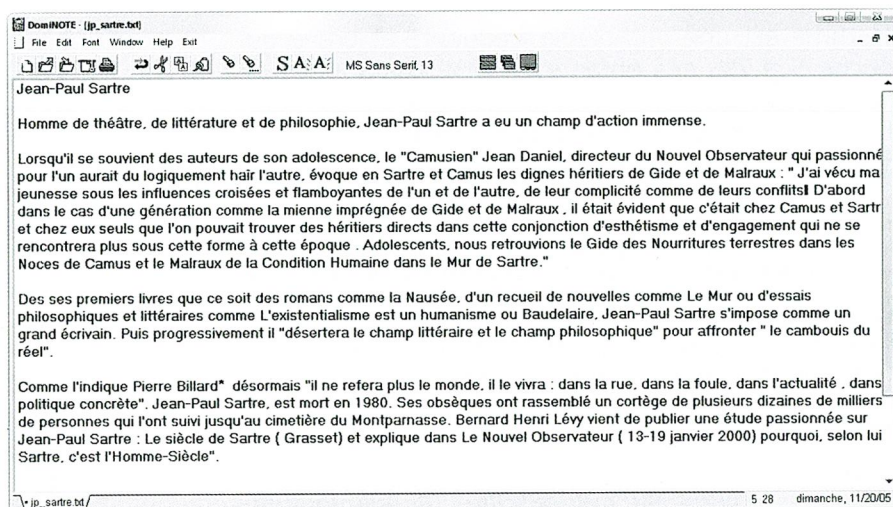 DomiNOTE - [jp_sartre.txt]
File Edit Font Window Help Exit
S A A MS Sans Serif, 13
Jean-Paul Sartre
Homme de théâtre, de littérature et de philosophie, Jean-Paul Sartre a eu un champ d'action immense.
Lorsqu'il se souvient des auteurs de son adolescence, le "Camusien" Jean Daniel, directeur du Nouvel Observateur qui passionné
pour l'un aurait du logiquement haïr l'autre, évoque en Sartre et Camus les dignes héritiers de Gide et de Malraux : " J'ai vécu ma
jeunesse sous les influences croisées et flamboyantes de l'un et de l'autre, de leur complicité comme de leurs conflits D'abord
dans le cas d'une génération comme la mienne imprégnée de Gide et de Malraux , il était évident que c'était chez Camus et Sartr
et chez eux seuls que l'on pouvait trouver des héritiers directs dans cette conjonction d'esthétisme et d'engagement qui ne se
rencontrera plus sous cette forme à cette époque . Adolescents, nous retrouvions le Gide des Nourritures terrestres dans les
Noces de Camus et le Malraux de la Condition Humaine dans le Mur de Sartre."
Des ses premiers livres que ce soit des romans comme la Nausée, d'un recueil de nouvelles comme Le Mur ou d'essais
philosophiques et littéraires comme L'existentialisme est un humanisme ou Baudelaire, Jean-Paul Sartre s'impose comme un
grand écrivain. Puis progressivement il "désertera le champ littéraire et le champ philosophique" pour affronter " le cambouis du
réel".
Comme l'indique Pierre Billard* désormais "il ne refera plus le monde, il le vivra : dans la rue, dans la foule, dans l'actualité , dans
politique concrète". Jean-Paul Sartre, est mort en 1980. Ses obsèques ont rassemblé un cortège de plusieurs dizaines de milliers
de personnes qui l'ont suivi jusqu'au cimetière du Montparnasse. Bernard Henri Lévy vient de publier une étude passionnée sur
Jean-Paul Sartre : Le siècle de Sartre ( Grasset) et explique dans Le Nouvel Observateur ( 13-19 janvier 2000) pourquoi, selon lui
Sartre, c'est l'Homme-Siècle".
jp_sartre.txt 5 28 dimanche, 11/20/05